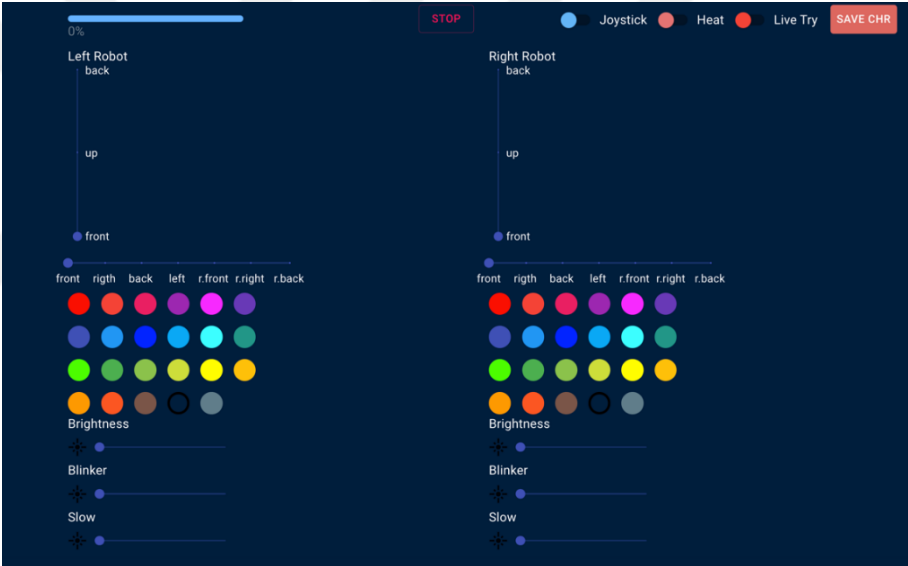 STOP Joystick Heat Live Try SAVE CHR
0%
Left Robot
back
up
front
front rigth back left r.front r.right r.back
Brightness
Blinker
Slow
Right Robot
back
up
front
front rigth back left r.front r.right r.back
Brightness
Blinker
Slow